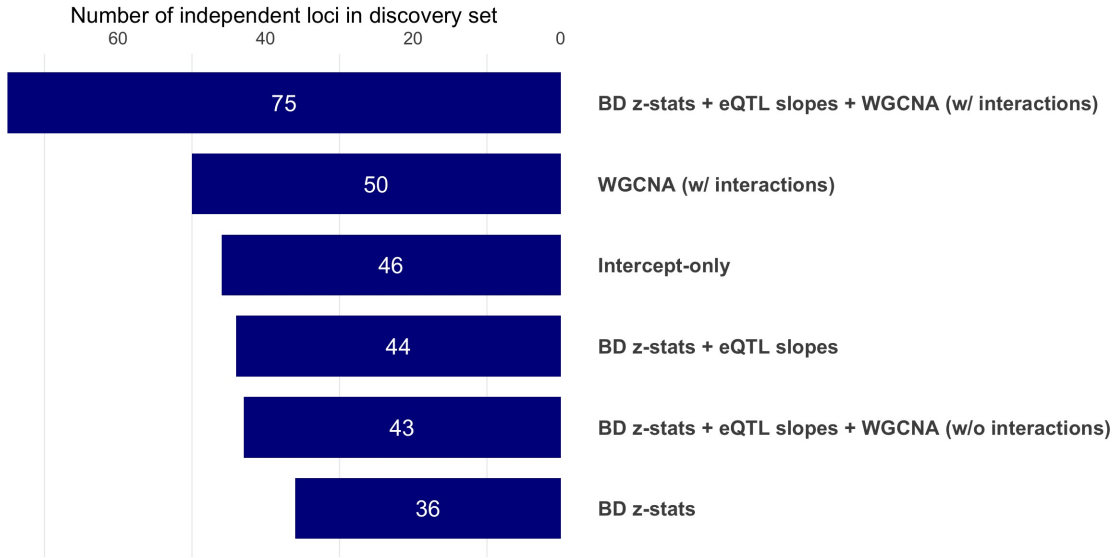 Number of independent loci in discovery set
60 40 20 0
75 BD z-stats + eQTL slopes + WGCNA (w/ interactions)
50 WGCNA (w/ interactions)
46 Intercept-only
44 BD z-stats + eQTL slopes
43 BD z-stats + eQTL slopes + WGCNA (w/o interactions)
36 BD z-stats